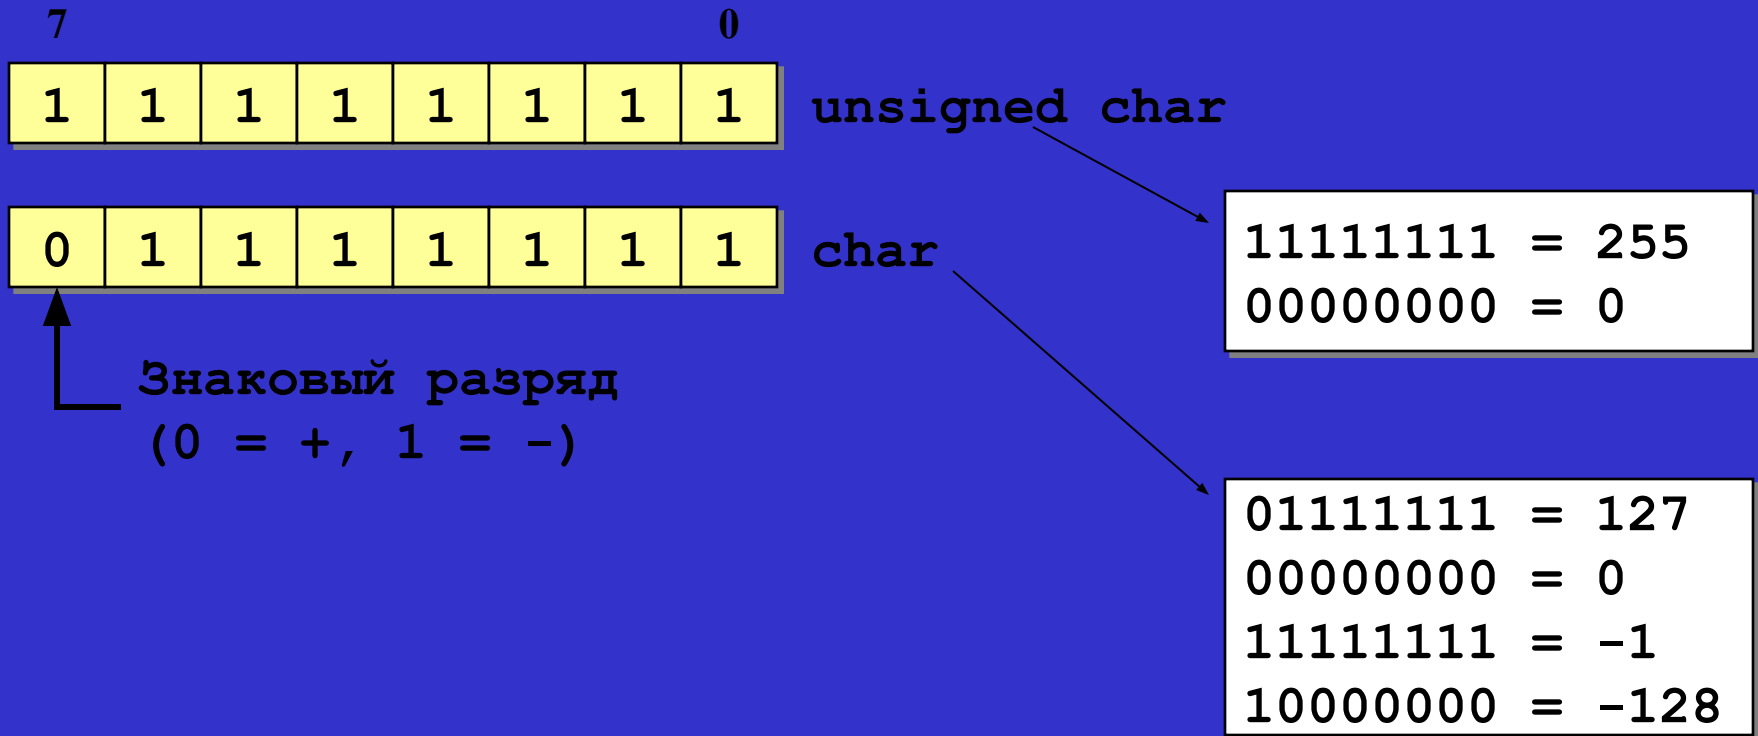 7 0
1 1 1 1 1 1 1 1 unsigned char
0 1 1 1 1 1 1 1 char
Знаковый разряд
(0 = +, 1 = -)
11111111 = 255
00000000 = 0
01111111 = 127
00000000 = 0
11111111 = -1
10000000 = -128